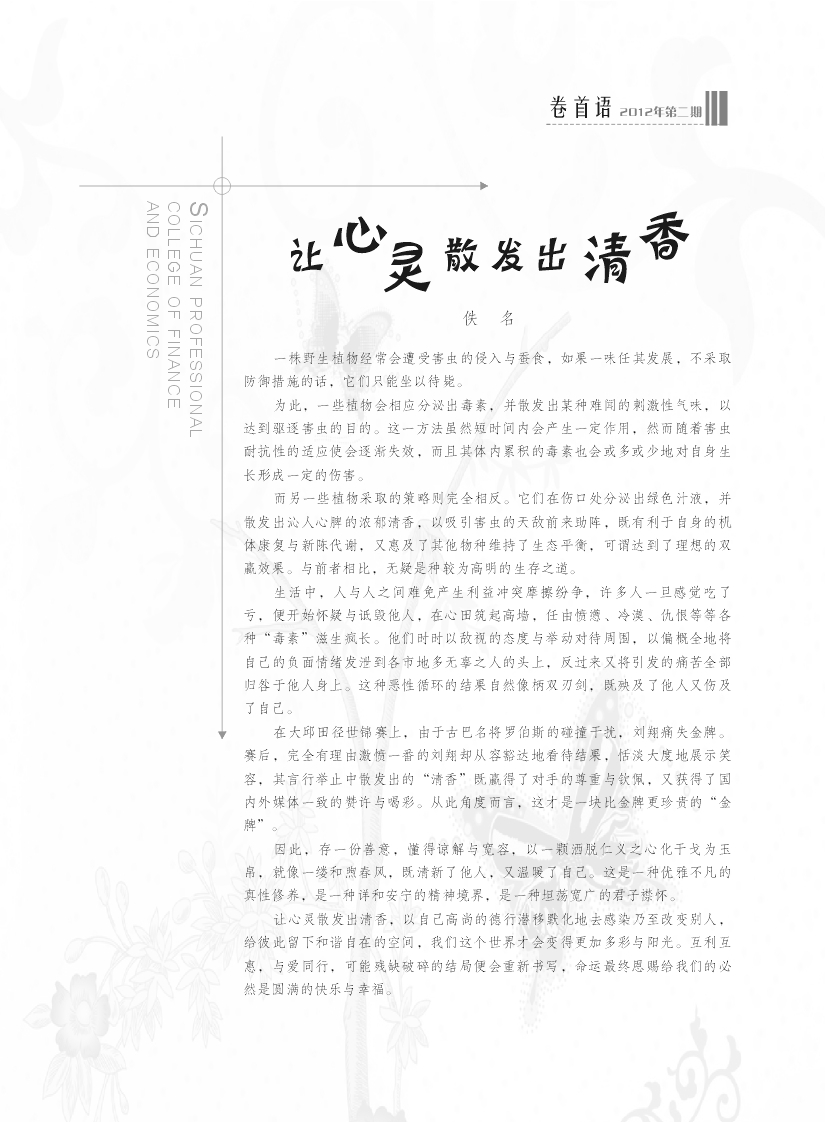 卷首语 2012年第二期
SICHUAN PROFESSIONAL
COLLEGE OF FINANCE
AND ECONOMICS
让心灵散发出清香
佚 名
一株野生植物经常会遭受害虫的侵入与蚕食，如果一味任其发展，不采取
防御措施的话，它们只能坐以待毙。
为此，一些植物会相应分泌出毒素，并散发出某种难闻的刺激性气味，以
达到驱逐害虫的目的。这一方法虽然短时间内会产生一定作用，然而随着害虫
耐抗性的适应使会逐渐失效，而且其体内累积的毒素也会或多或少地对自身生
长形成一定的伤害。
而另一些植物采取的策略则完全相反。它们在伤口处分泌出绿色汁液，并
散发出沁人心脾的浓郁清香，以吸引害虫的天敌前来助阵，既有利于自身的机
体康复与新陈代谢，又惠及了其他物种维持了生态平衡，可谓达到了理想的双
赢效果。与前者相比，无疑是种较为高明的生存之道。
生活中，人与人之间难免产生利益冲突摩擦纷争，许多人一旦感觉吃了
亏，便开始怀疑与诋毁他人，在心田筑起高墙，任由愤懑、冷漠、仇恨等等各
种“毒素”滋生疯长。他们时时以敌视的态度与举动对待周围，以偏概全地将
自己的负面情绪发泄到各市地多无辜之人的头上，反过来又将引发的痛苦全部
归咎于他人身上。这种恶性循环的结果自然像柄双刃剑，既殃及了他人又伤及
了自己。
在大邱田径世锦赛上，由于古巴名将罗伯斯的碰撞干扰，刘翔痛失金牌。
赛后，完全有理由激愤一番的刘翔却从容豁达地看待结果，恬淡大度地展示笑
容，其言行举止中散发出的“清香”既赢得了对手的尊重与钦佩，又获得了国
内外媒体一致的赞许与喝彩。从此角度而言，这才是一块比金牌更珍贵的“金
牌”。
因此，存一份善意，懂得谅解与宽容，以一颗洒脱仁义之心化干戈为玉
帛，就像一缕和煦春风，既清新了他人，又温暖了自己。这是一种优雅不凡的
真性修养，是一种详和安宁的精神境界，是一种坦荡宽广的君子襟怀。
让心灵散发出清香，以自己高尚的德行潜移默化地去感染乃至改变别人，
给彼此留下和谐自在的空间，我们这个世界才会变得更加多彩与阳光。互利互
惠，与爱同行，可能残缺破碎的结局便会重新书写，命运最终恩赐给我们的必
然是圆满的快乐与幸福。